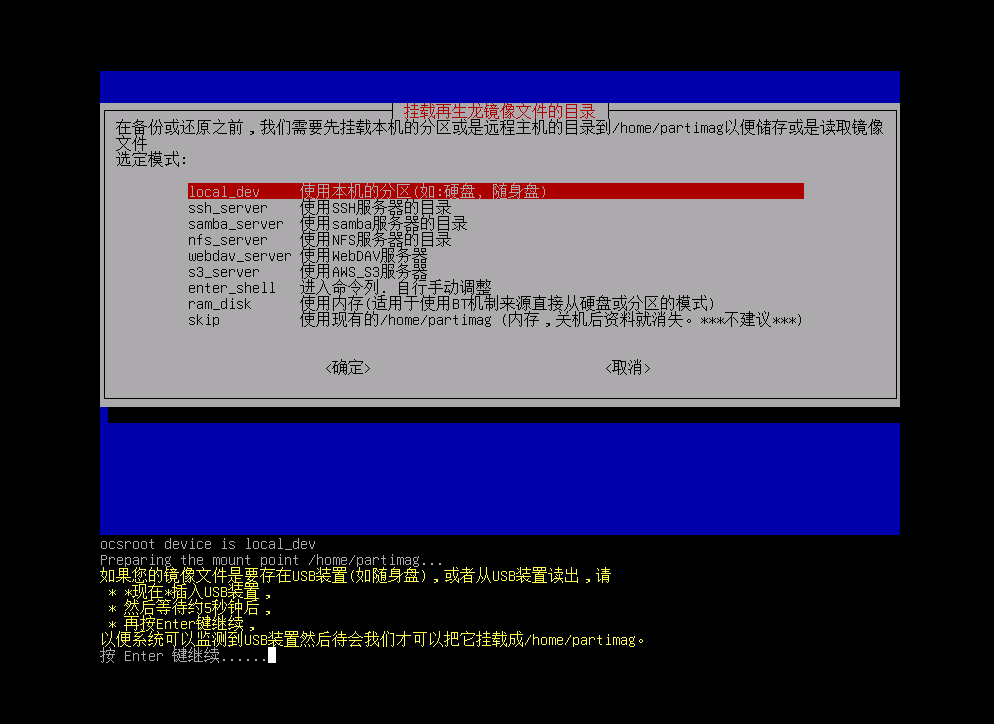 挂载再生龙镜像文件的目录
在备份或还原之前,我们需要先挂载本机的分区或是远程主机的目录到/home/partimag以便储存或是读取镜像
文件
选定模式:
local_dev 使用本机的分区(如:硬盘, 随身盘)
ssh_server 使用SSH服务器的目录
samba_server 使用samba服务器的目录
nfs_server 使用NFS服务器的目录
webdav_server 使用WebDAV服务器
s3_server 使用AWS_S3服务器
enter_shell 进入命令列. 自行手动调整
ram_disk 使用内存(适用于使用BT机制来源直接从硬盘或分区的模式)
skip 使用现有的/home/partimag (内存,关机后资料就消失。***不建议***)
<确定> <取消>
ocsroot device is local_dev
Preparing the mount point /home/partimag...
如果您的镜像文件是要存在USB装置(如随身盘),或者从USB装置读出,请
* *现在*插入USB装置,
* 然后等待约5秒钟后,
* 再按Enter键继续,
以便系统可以监测到USB装置然后待会我们才可以把它挂载成/home/partimag。
按 Enter 键继续......